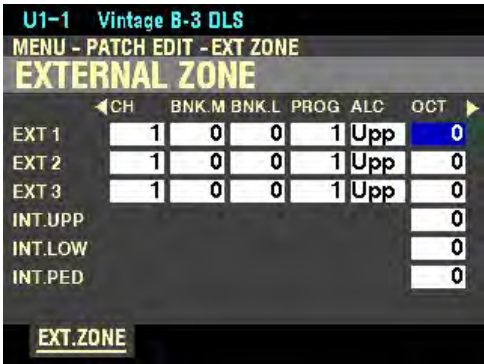 U1-1 Vintage B-3 DLS
MENU - PATCH EDIT - EXT ZONE
EXTERNAL ZONE
CH BNK.M BNK.L PROG ALC OCT
EXT 1 1 0 0 1 Upp 0
EXT 2 1 0 0 1 Upp 0
EXT 3 1 0 0 1 Upp 0
INT.UPP 0
INT.LOW 0
INT.PED 0
EXT.ZONE